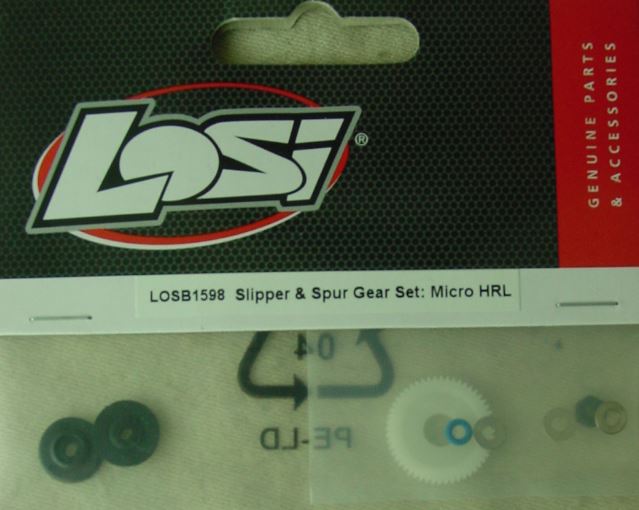 GENUINE PARTS
& ACCESSORIES
LOSi®
LOSB1598 Slipper & Spur Gear Set: Micro HRL
04
PE-LD